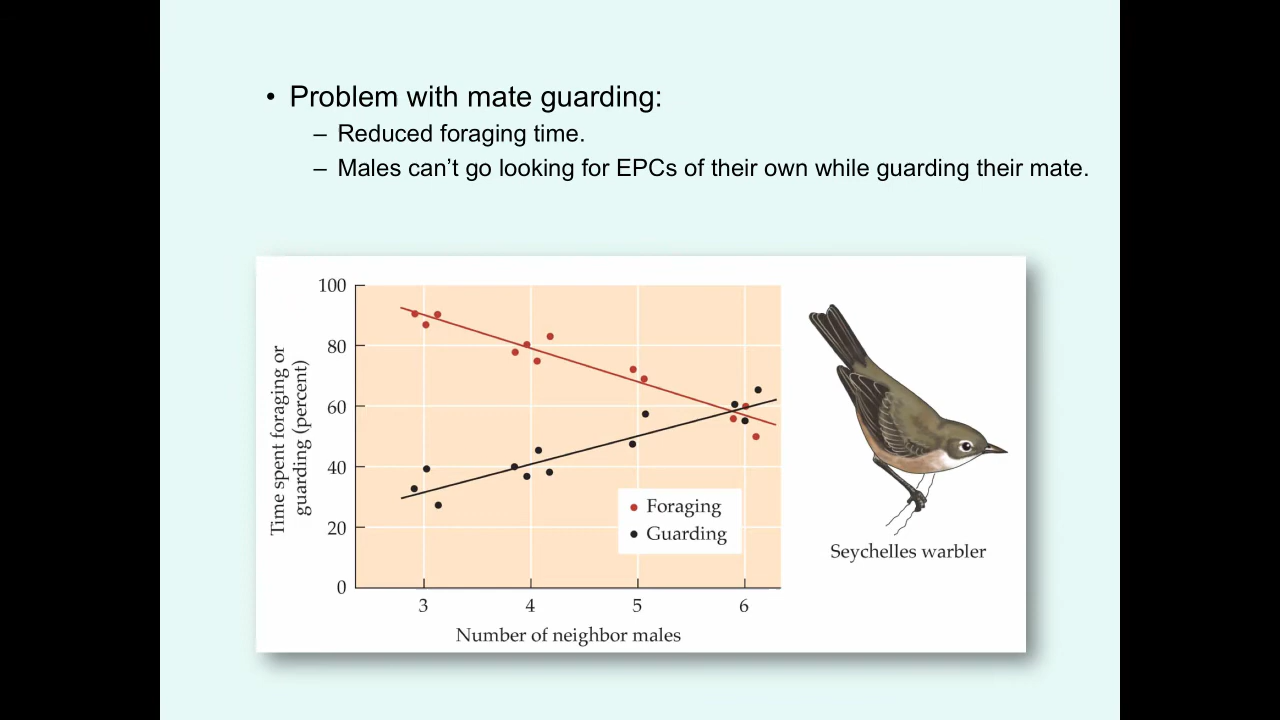 • Problem with mate guarding:
– Reduced foraging time.
– Males can’t go looking for EPCs of their own while guarding their mate.
Time spent foraging or
guarding (percent)
100
80
60
40
20
0
3 4 5 6
Number of neighbor males
Foraging
Guarding
Seychelles warbler